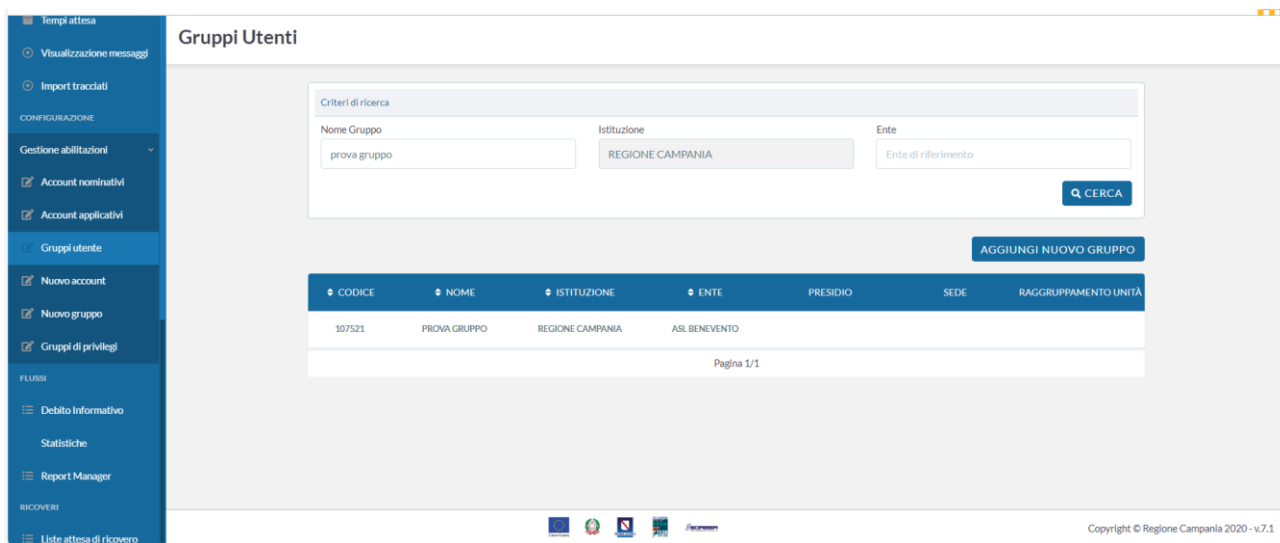 Tempi attesa
Visualizzazione messaggi
Import tracciati
CONFIGURAZIONE
Gestione abilitazioni
Account nominativi
Account applicativi
Gruppi utente
Nuovo account
Nuovo gruppo
Gruppi di privilegi
FLUSSI
Debito Informativo
Statistiche
Report Manager
RICOVERI
Liste attesa di ricovero
Gruppi Utenti
Criteri di ricerca
Nome Gruppo Istituzione Ente
prova gruppo REGIONE CAMPANIA Ente di riferimento
CERCA
AGGIUNGI NUOVO GRUPPO
CODICE NOME ISTITUZIONE ENTE PRESIDIO SEDE RAGGRUPPAMENTO UNITÀ
107521 PROVA GRUPPO REGIONE CAMPANIA ASL BENEVENTO
Pagina 1/1
Copyright © Regione Campania 2020 - v.7.1